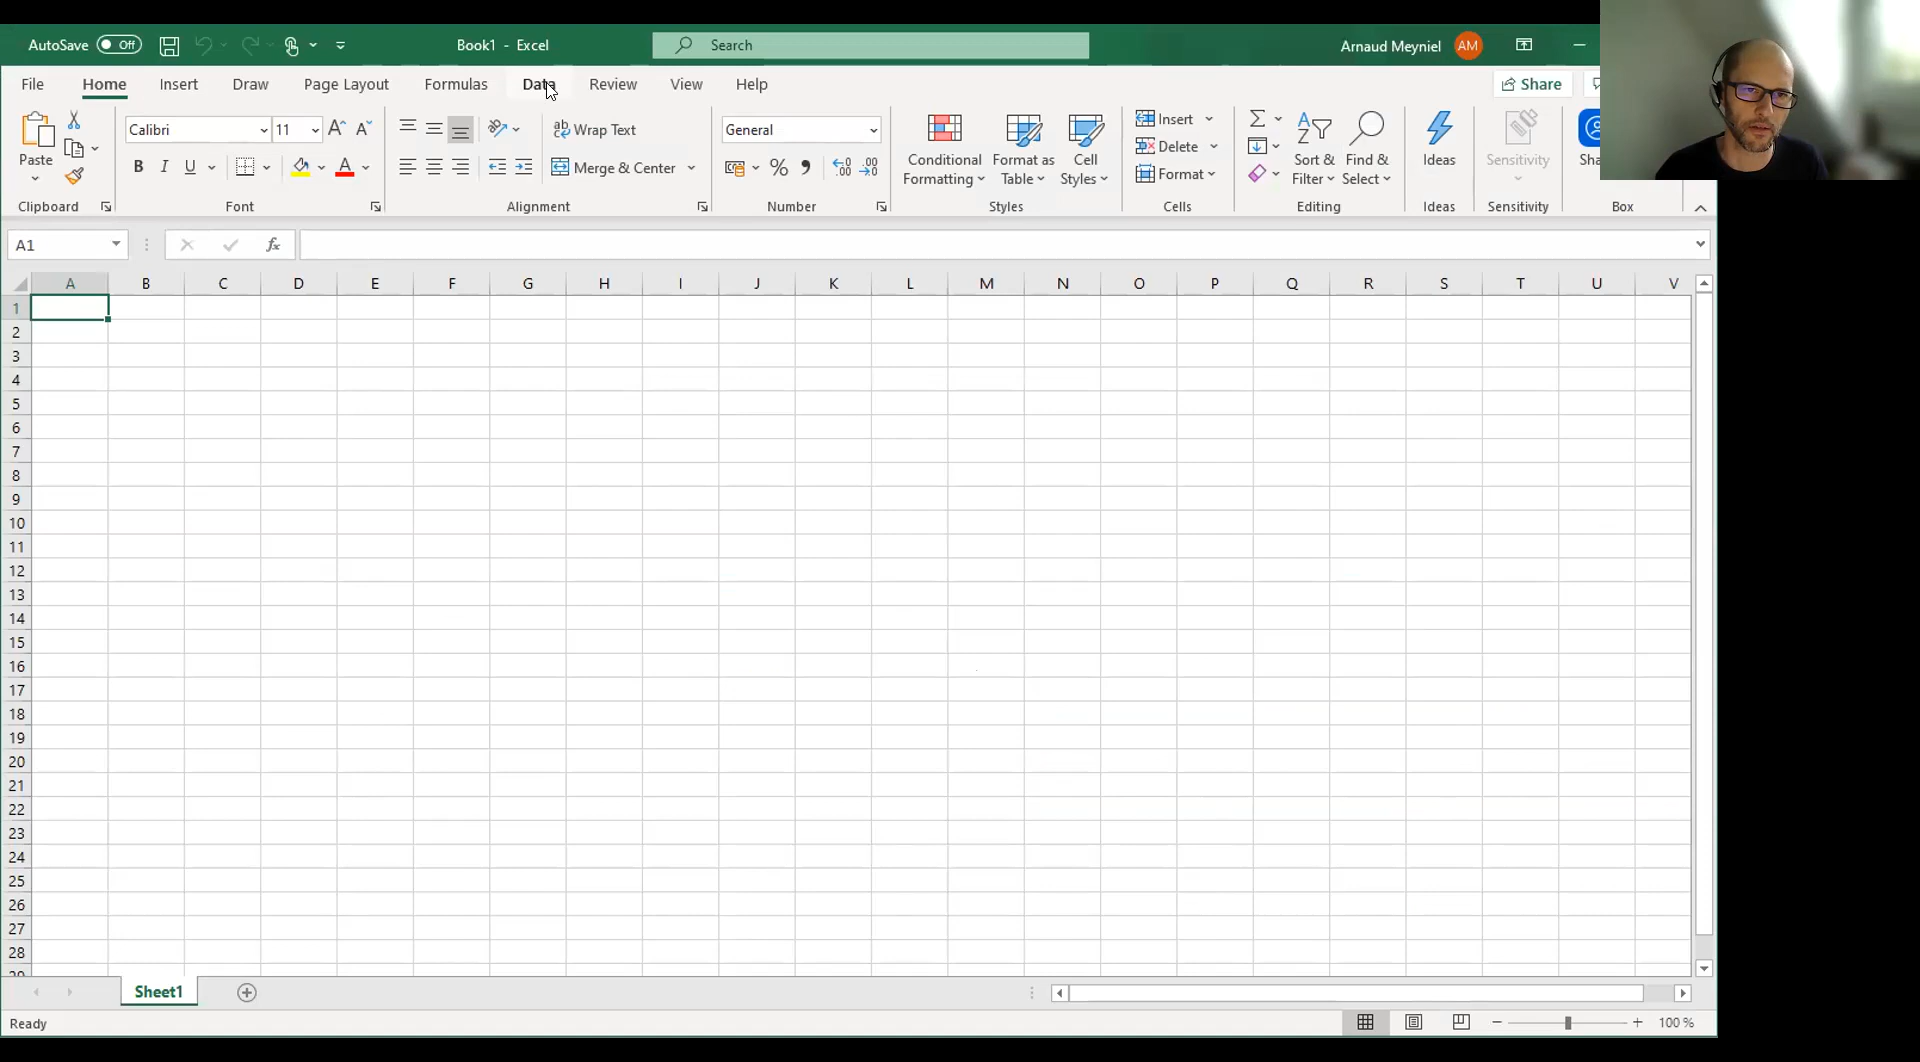 AutoSave Off Book1 - Excel Search Arnaud Meyniel AM
File Home Insert Draw Page Layout Formulas Data Review View Help Share
Paste
Clipboard
Calibri 11
B I U A
Font
Wrap Text
Merge & Center
Alignment
General
%
Number
Conditional Formatting
Format as Table
Cell Styles
Styles
Insert
Delete
Format
Cells
Sort & Filter
Find & Select
Editing
Ideas
Ideas
Sensitivity
Sensitivity
Box
A1 fx
A B C D E F G H I J K L M N O P Q R S T U V
1
2
3
4
5
6
7
8
9
10
11
12
13
14
15
16
17
18
19
20
21
22
23
24
25
26
27
28
29
Sheet1
Ready 100 %